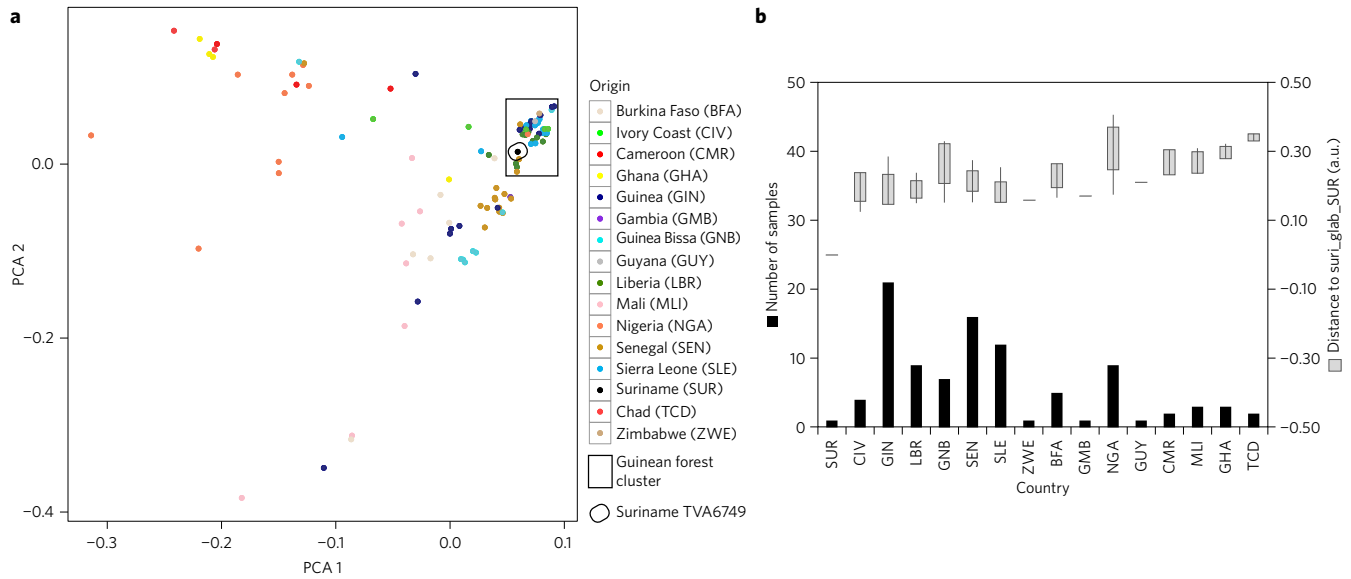 a
0.0
−0.2
−0.4
PCA 2
−0.3
−0.2
−0.1
0.0
0.1
PCA 1
Origin
Burkina Faso (BFA)
Ivory Coast (CIV)
Cameroon (CMR)
Ghana (GHA)
Guinea (GIN)
Gambia (GMB)
Guinea Bissa (GNB)
Guyana (GUY)
Liberia (LBR)
Mali (MLI)
Nigeria (NGA)
Senegal (SEN)
Sierra Leone (SLE)
Suriname (SUR)
Chad (TCD)
Zimbabwe (ZWE)
Guinean forest
cluster
Suriname TVA6749
b
50
40
30
20
10
0
Number of samples
0.50
0.30
0.10
−0.10
−0.30
−0.50
Distance to suri_glab_SUR (a.u.)
SUR
CIV
GIN
LBR
GNB
SEN
SLE
ZWE
BFA
GMB
NGA
GUY
CMR
MLI
GHA
TCD
Country